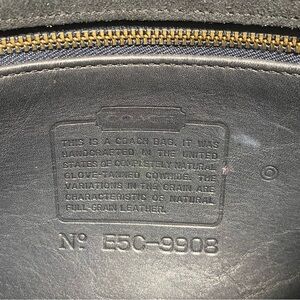 COACH
THIS IS A COACH BAG. IT WAS
HANDCRAFTED IN THE UNITED
STATES OF COMPLETELY NATURAL
GLOVE-TANNED COWHIDE. THE
VARIATIONS IN THE GRAIN ARE
CHARACTERISTIC OF NATURAL
FULL-GRAIN LEATHER.
Nº E5C-9908